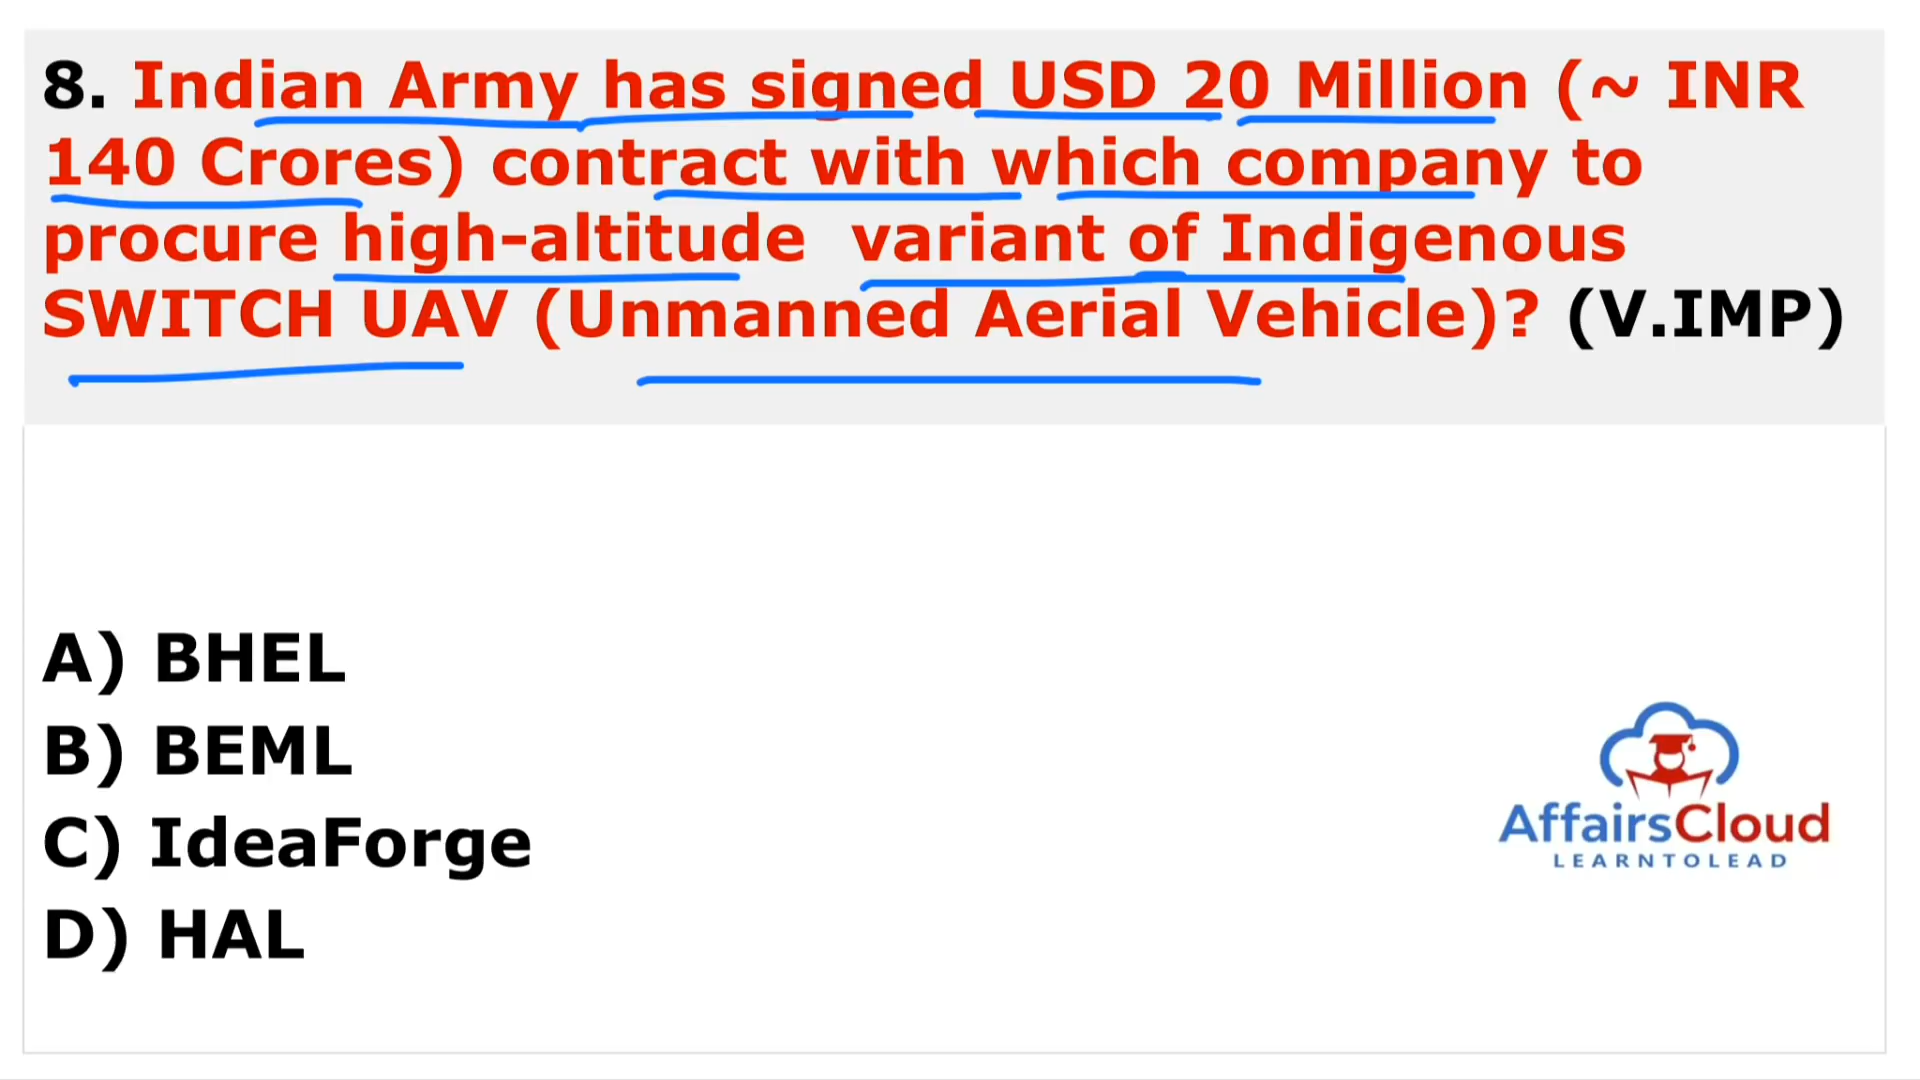 8. Indian Army has signed USD 20 Million (~ INR
140 Crores) contract with which company to
procure high-altitude  variant of Indigenous
SWITCH UAV (Unmanned Aerial Vehicle)? (V.IMP)
A) BHEL
B) BEML
C) IdeaForge
D) HAL
AffairsCloud
LEARNTOLEAD